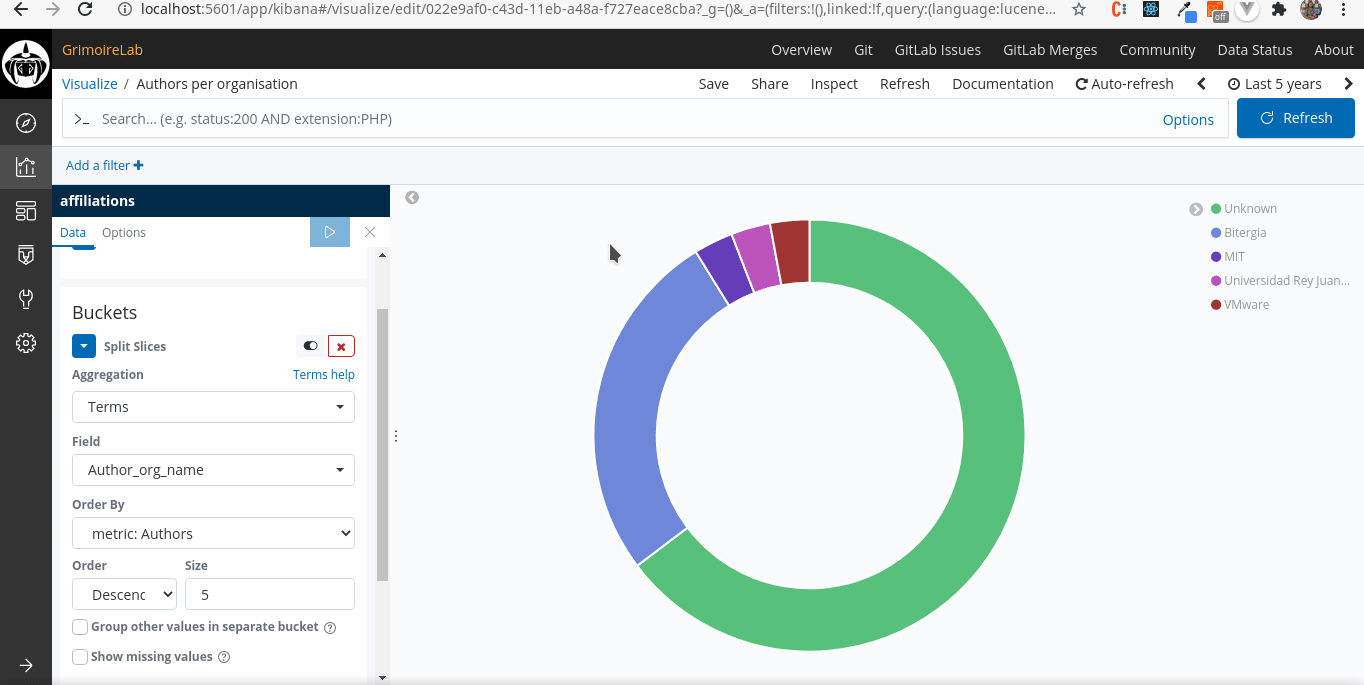 localhost:5601/app/kibana#/visualize/edit/022e9af0-c43d-11eb-a48a-f727eace8cba?_g=()&_a=(filters:!(),linked:!f,query:(language:lucene...
off
GrimoireLab
Overview Git GitLab Issues GitLab Merges Community Data Status About
Visualize / Authors per organisation
Save Share Inspect Refresh Documentation Auto-refresh Last 5 years
>_ Search... (e.g. status:200 AND extension:PHP)
Options
Refresh
Add a filter +
affiliations
Data Options
Buckets
Split Slices
Aggregation Terms help
Terms
Field
Author_org_name
Order By
metric: Authors
Order Size
Descenc 5
Group other values in separate bucket ?
Show missing values ?
Unknown
Bitergia
MIT
Universidad Rey Juan...
VMware